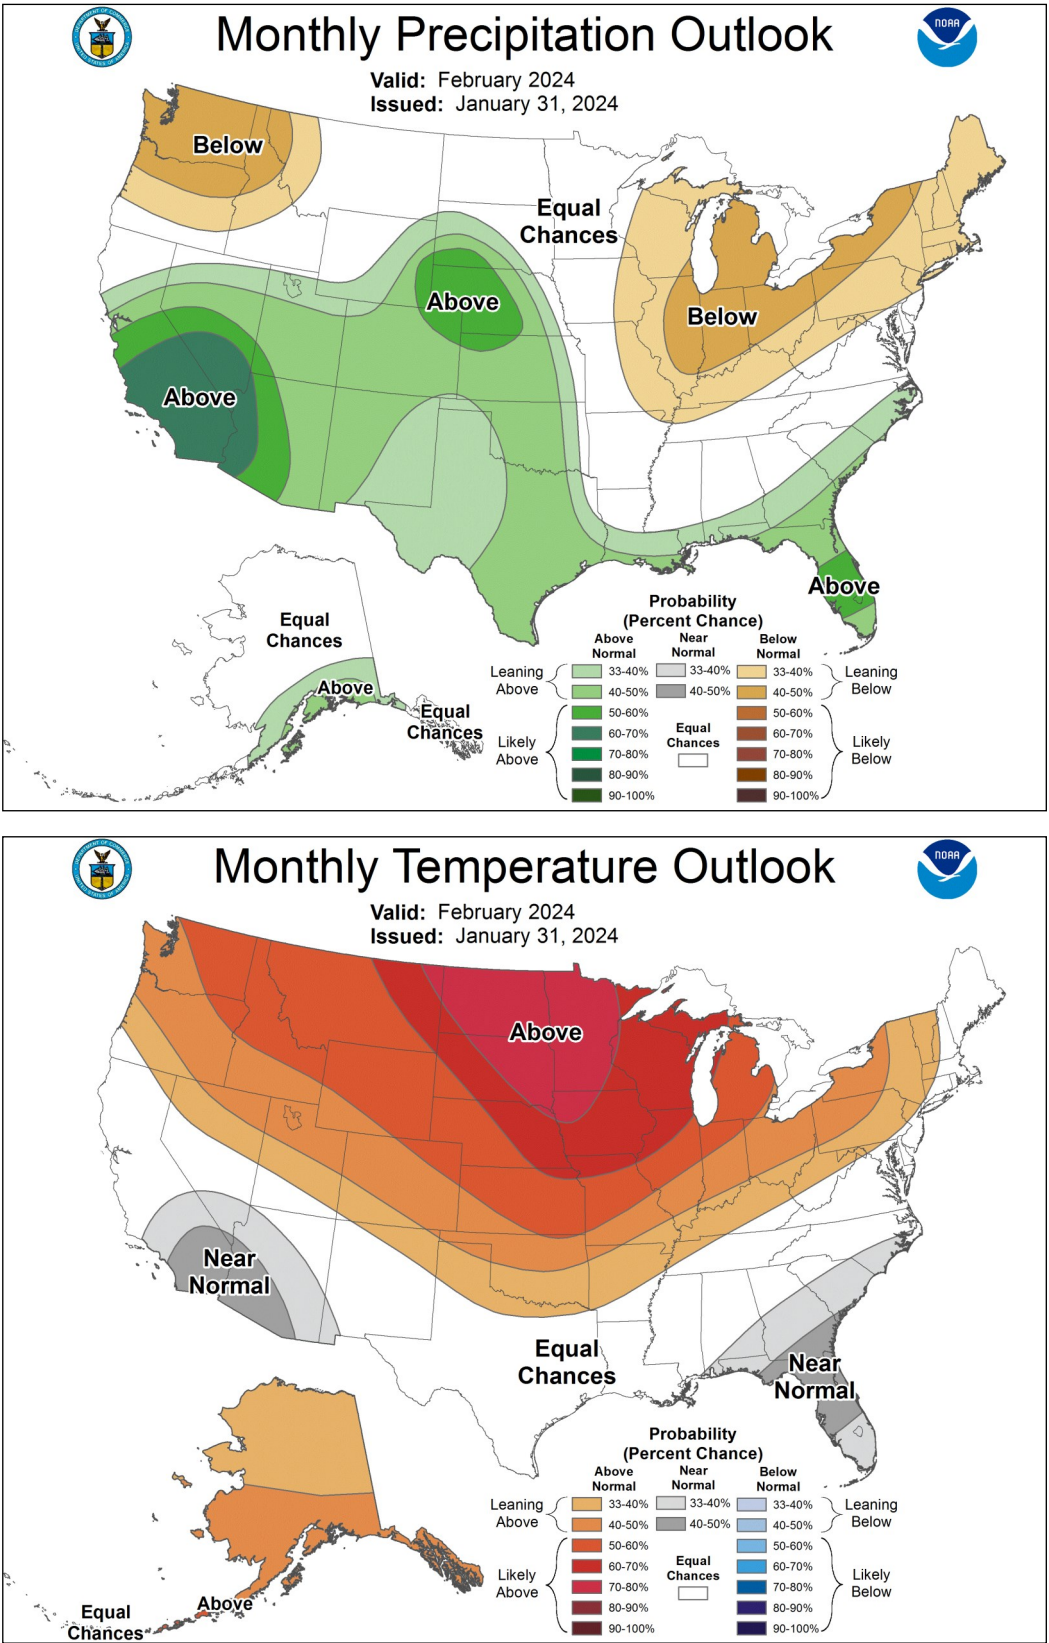 Monthly Precipitation Outlook
Valid: February 2024
Issued: January 31, 2024
NOAA
Below
Equal
Chances
Above
Below
Above
Above
Equal
Chances
Above
Equal
Chances
Probability
(Percent Chance)
Above
Normal
Near
Normal
Below
Normal
Leaning
Above
33-40%
33-40%
33-40%
Leaning
Below
40-50%
40-50%
40-50%
50-60%
50-60%
60-70%
Equal
Chances
60-70%
Likely
Above
70-80%
70-80%
Likely
Below
80-90%
80-90%
90-100%
90-100%
Monthly Temperature Outlook
Valid: February 2024
Issued: January 31, 2024
NOAA
Above
Near
Normal
Equal
Chances
Near
Normal
Above
Equal
Chances
Probability
(Percent Chance)
Above
Normal
Near
Normal
Below
Normal
Leaning
Above
33-40%
33-40%
33-40%
Leaning
Below
40-50%
40-50%
40-50%
50-60%
50-60%
60-70%
Equal
Chances
60-70%
Likely
Above
70-80%
70-80%
Likely
Below
80-90%
80-90%
90-100%
90-100%